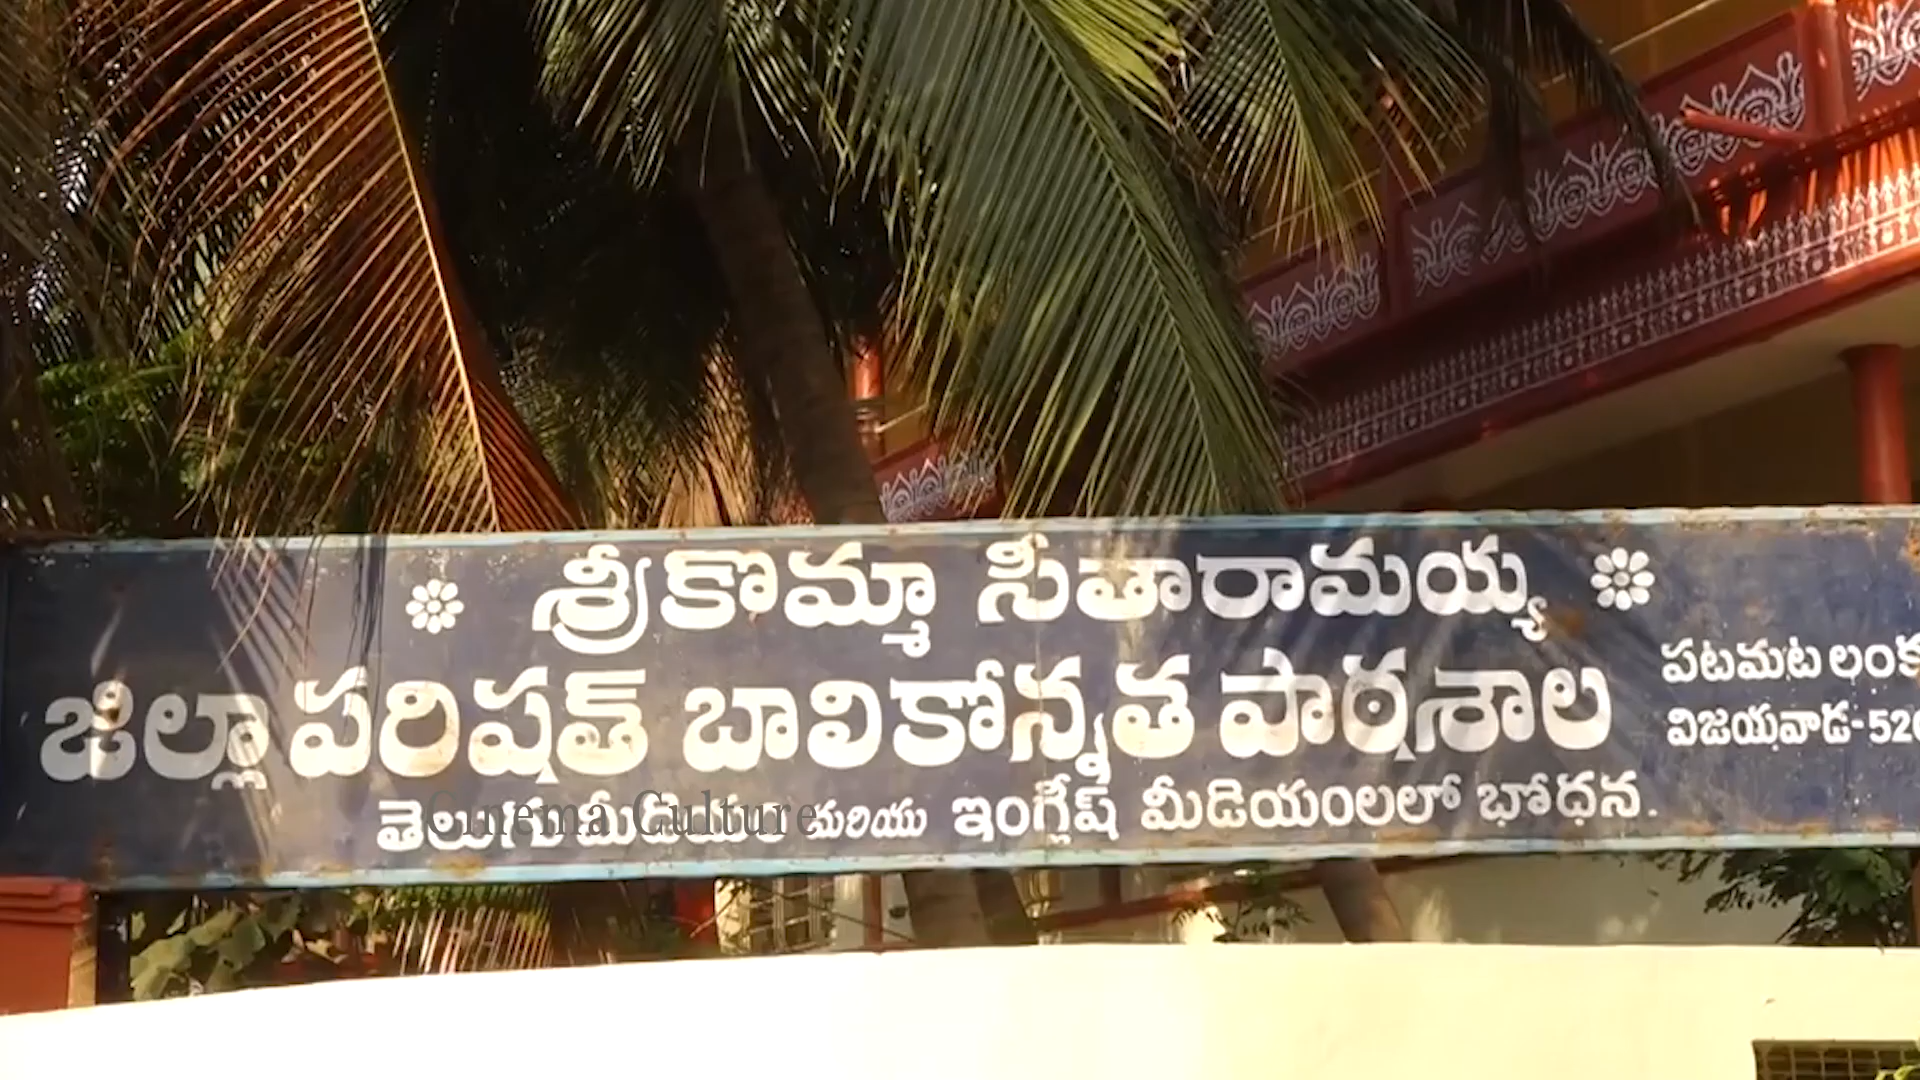 శ్రీకొమ్మా సీతారామయ్య
జిల్లా పరిషత్ బాలికోన్నత పాఠశాల
పటమట లంక
విజయవాడ-520
తెలుగు మీడియం మరియు ఇంగ్లీష్ మీడియంలలో భోధన.
Cinema Culture